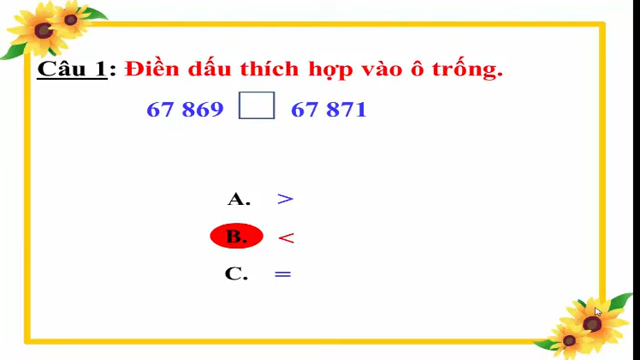 Câu 1: Điền dấu thích hợp vào ô trống.
67 869 67 871
A. >
B. <
C. =